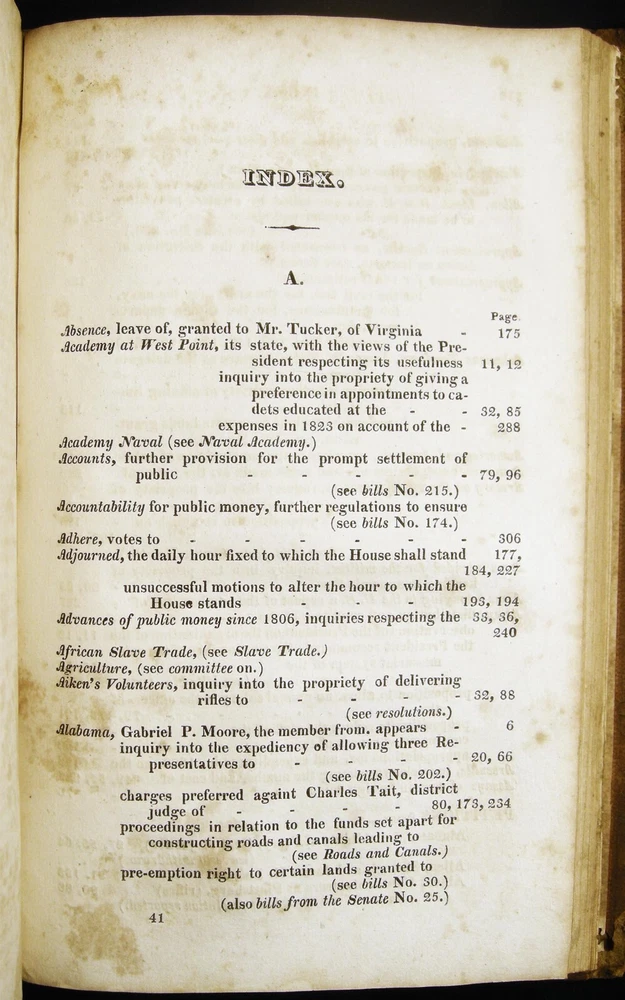 INDEX.
A.
Page.
Absence, leave of, granted to Mr. Tucker, of Virginia - 175
Academy at West Point, its state, with the views of the Pre-
sident respecting its usefulness 11, 12
inquiry into the propriety of giving a
preference in appointments to ca-
dets educated at the - - 32, 85
expenses in 1823 on account of the - 288
Academy Naval (see Naval Academy.)
Accounts, further provision for the prompt settlement of
public - - - - - 79, 96
(see bills No. 215.)
Accountability for public money, further regulations to ensure
(see bills No. 174.)
Adhere, votes to - - - - - - 306
Adjourned, the daily hour fixed to which the House shall stand 177,
184, 227
unsuccessful motions to alter the hour to which the
House stands - - - 193, 194
Advances of public money since 1806, inquiries respecting the 33, 36,
240
African Slave Trade, (see Slave Trade.)
Agriculture, (see committee on.)
Aiken's Volunteers, inquiry into the propriety of delivering
rifles to - - - - 32, 88
(see resolutions.)
Alabama, Gabriel P. Moore, the member from. appears - 6
inquiry into the expediency of allowing three Re-
presentatives to - - - - 20, 66
(see bills No. 202.)
charges preferred againt Charles Tait, district
judge of - - - - 80, 173, 234
proceedings in relation to the funds set apart for
constructing roads and canals leading to
(see Roads and Canals.)
pre-emption right to certain lands granted to
(see bills No. 30.)
(also bills from the Senate No. 25.)
41